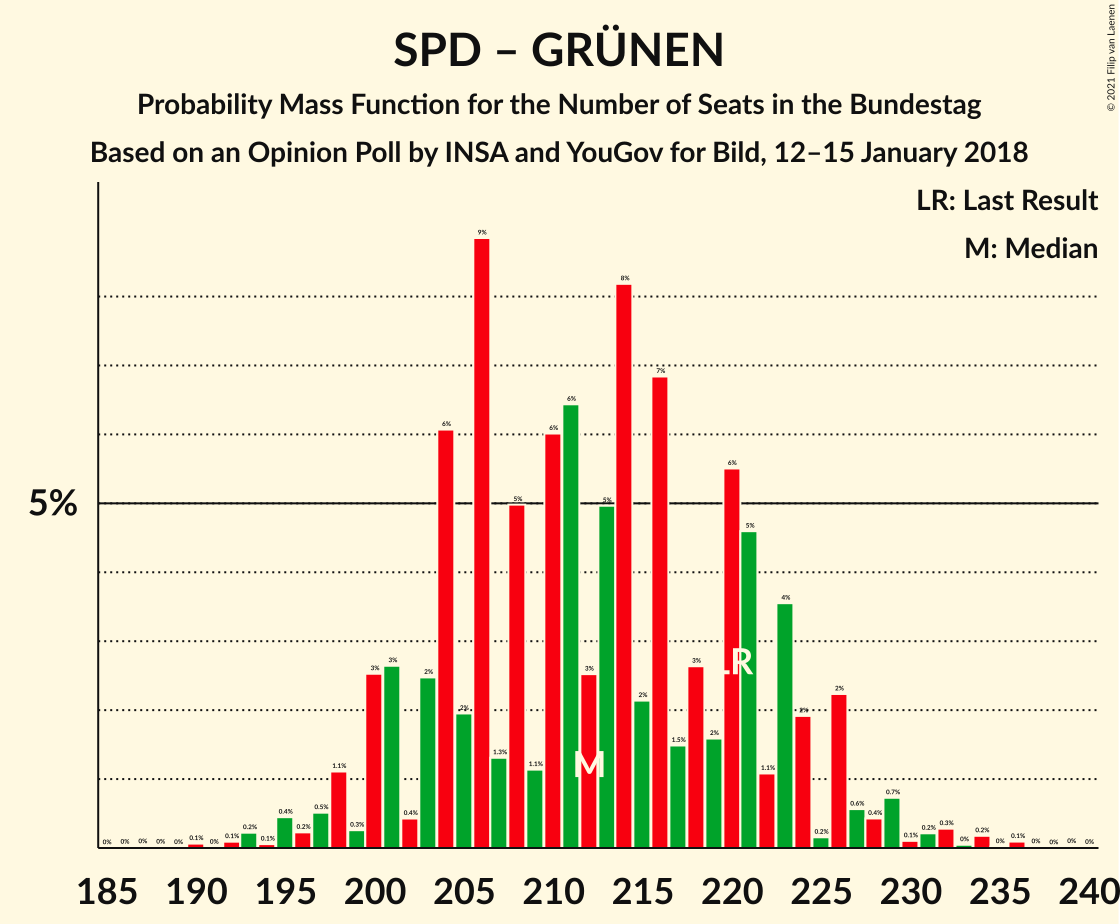 SPD – GRÜNEN
Probability Mass Function for the Number of Seats in the Bundestag
Based on an Opinion Poll by INSA and YouGov for Bild, 12–15 January 2018
© 2021 Filip van Laenen
LR: Last Result
M: Median
5%
0% 0% 0% 0% 0% 0.1% 0% 0.1% 0.2% 0.1% 0.4% 0.2% 0.5% 1.1% 0.3% 3% 3% 0.4% 2% 6% 2% 9% 1.3% 5% 1.1% 6% 6% 3% 5% 8% 2% 7% 1.5% 3% 2% 6% 5% 1.1% 4% 2% 0.2% 2% 0.6% 0.4% 0.7% 0.1% 0.2% 0.3% 0% 0.2% 0% 0.1% 0% 0% 0% 0%
LR
M
185 190 195 200 205 210 215 220 225 230 235 240